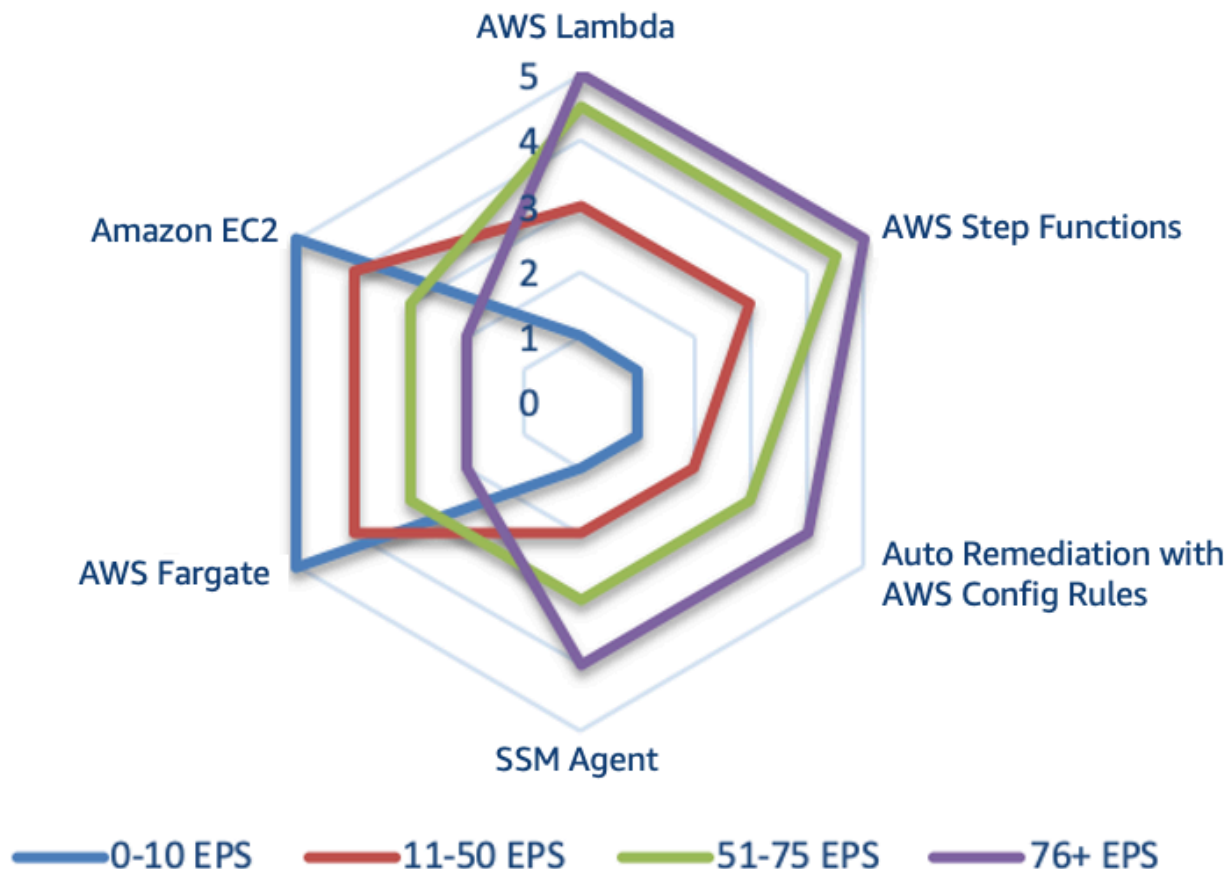 AWS Lambda
5
4
3
2
1
0
Amazon EC2
AWS Step Functions
AWS Fargate
Auto Remediation with
AWS Config Rules
SSM Agent
0-10 EPS 11-50 EPS 51-75 EPS 76+ EPS